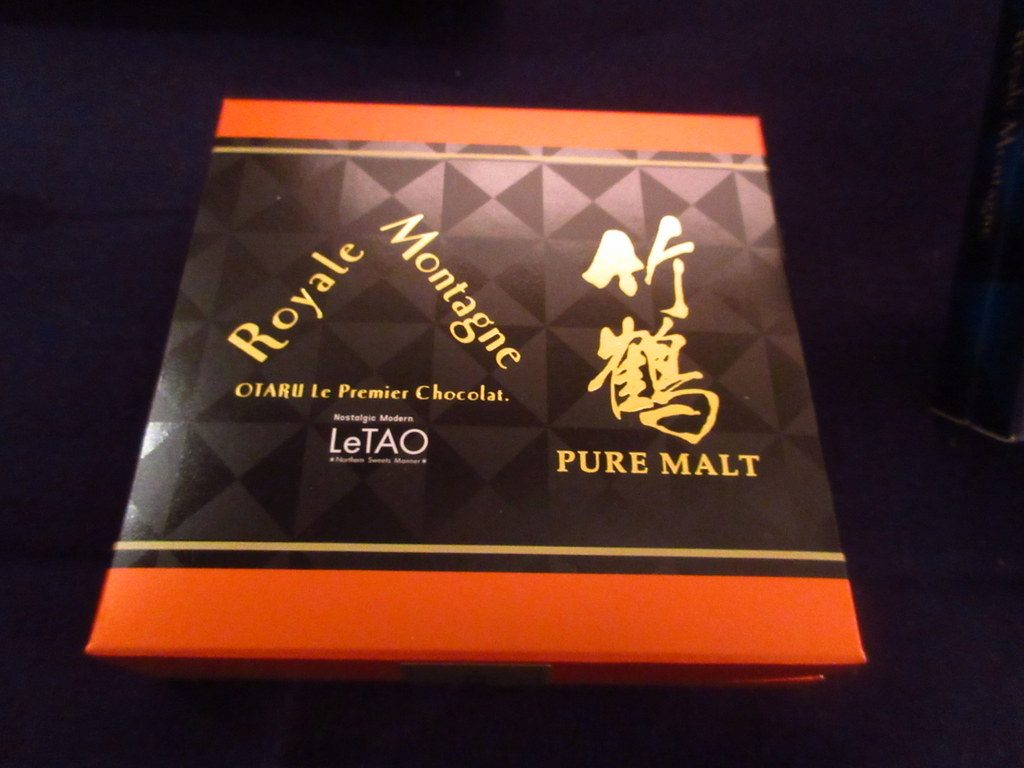 Royale Montagne
OTARU Le Premier Chocolat.
Nostalgic Modern.
LeTAO
★Northern Sweets Manner★
竹鶴
PURE MALT